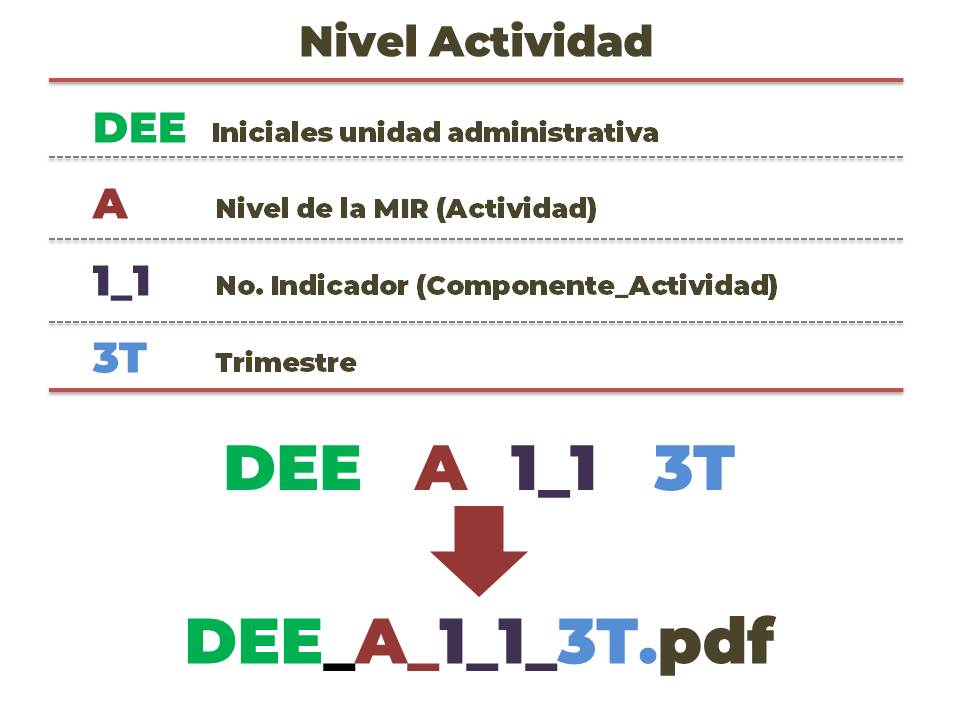 Nivel Actividad
DEE Iniciales unidad administrativa
A Nivel de la MIR (Actividad)
1_1 No. Indicador (Componente_Actividad)
3T Trimestre
DEE A 1_1 3T
DEE_A_1_1_3T.pdf